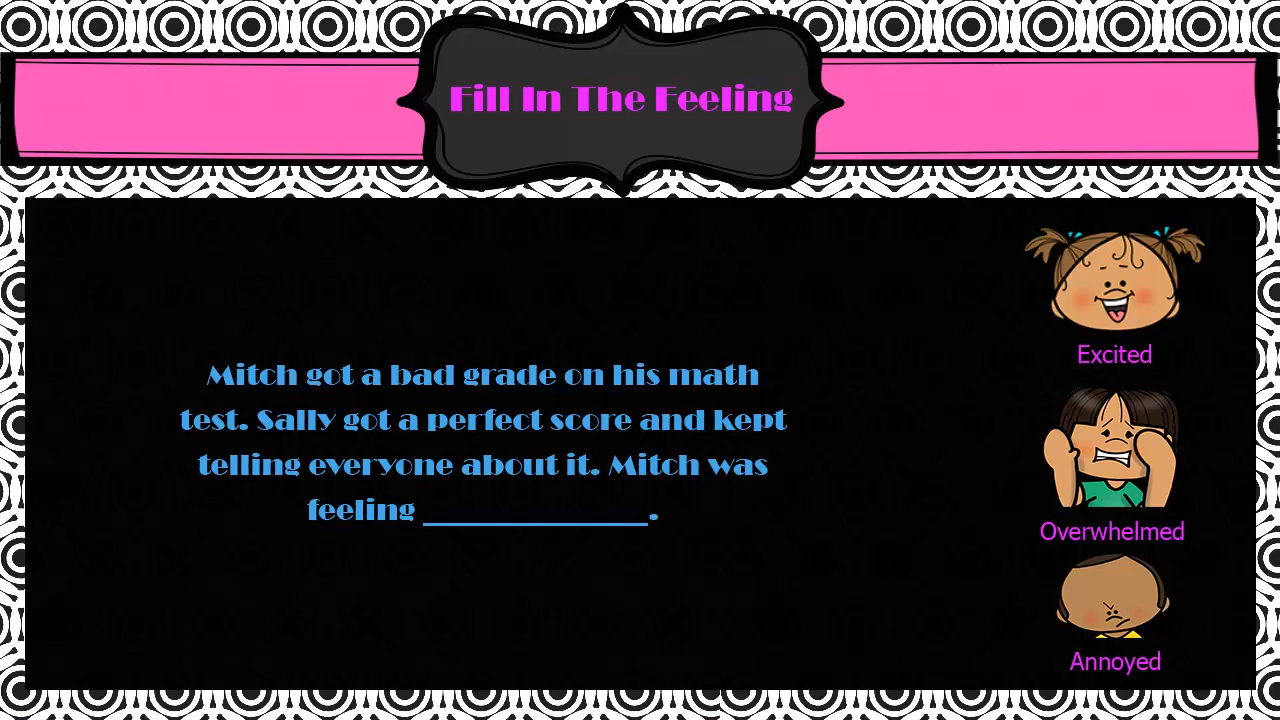 Fill In The Feeling
Mitch got a bad grade on his math
test. Sally got a perfect score and kept
telling everyone about it. Mitch was
feeling _______________.
Excited
Overwhelmed
Annoyed